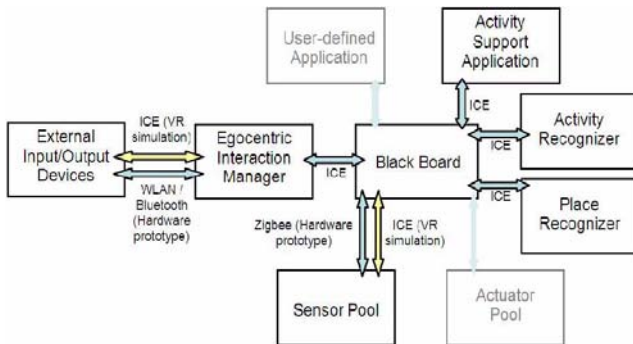 User-defined
Application
Activity
Support
Application
ICE
ICE (VR
simulation)
External
Input/Output
Devices
Egocentric
Interaction
Manager
ICE
Black Board
ICE
Activity
Recognizer
WLAN /
Bluetooth
(Hardware
prototype)
ICE
Place
Recognizer
Zigbee (Hardware
prototype)
ICE (VR
simulation)
Sensor Pool
Actuator
Pool